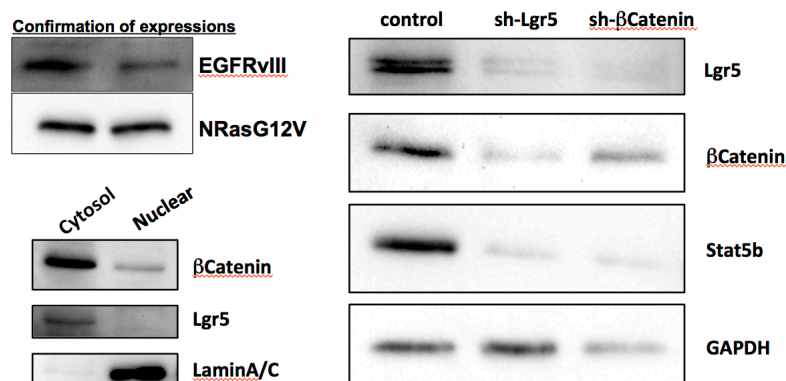 Confirmation of expressions
EGFRvIII
NRasG12V
Cytosol Nuclear
βCatenin
Lgr5
LaminA/C
control sh-Lgr5 sh-βCatenin
Lgr5
βCatenin
Stat5b
GAPDH